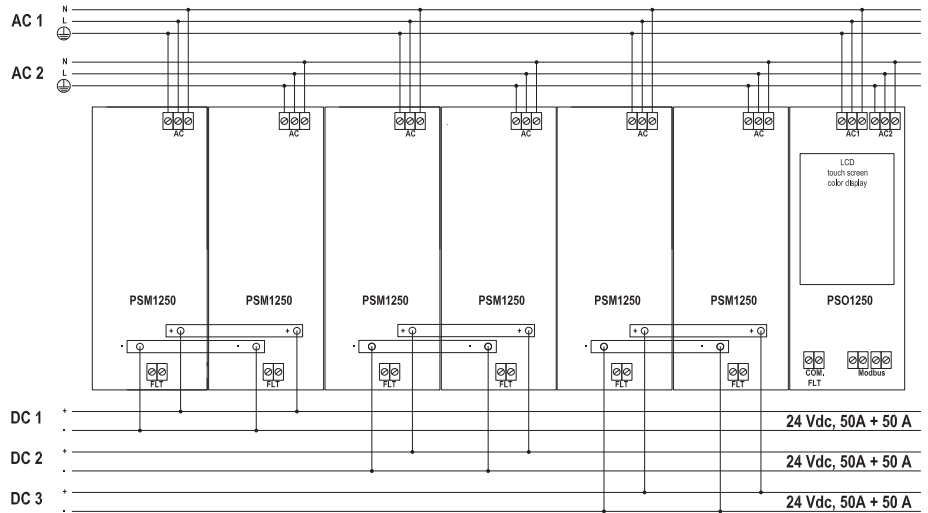 N
AC 1 L
N
AC 2 L
AC AC AC AC AC AC AC1 AC2
LCD
touch screen
color display
PSM1250 PSM1250 PSM1250 PSM1250 PSM1250 PSM1250 PSO1250
+ + + + + +
- - - - - -
FLT FLT FLT FLT FLT FLT COM. Modbus
FLT
DC 1 + 
- 24 Vdc, 50A + 50 A
DC 2 +
- 24 Vdc, 50A + 50 A
DC 3 +
- 24 Vdc, 50A + 50 A